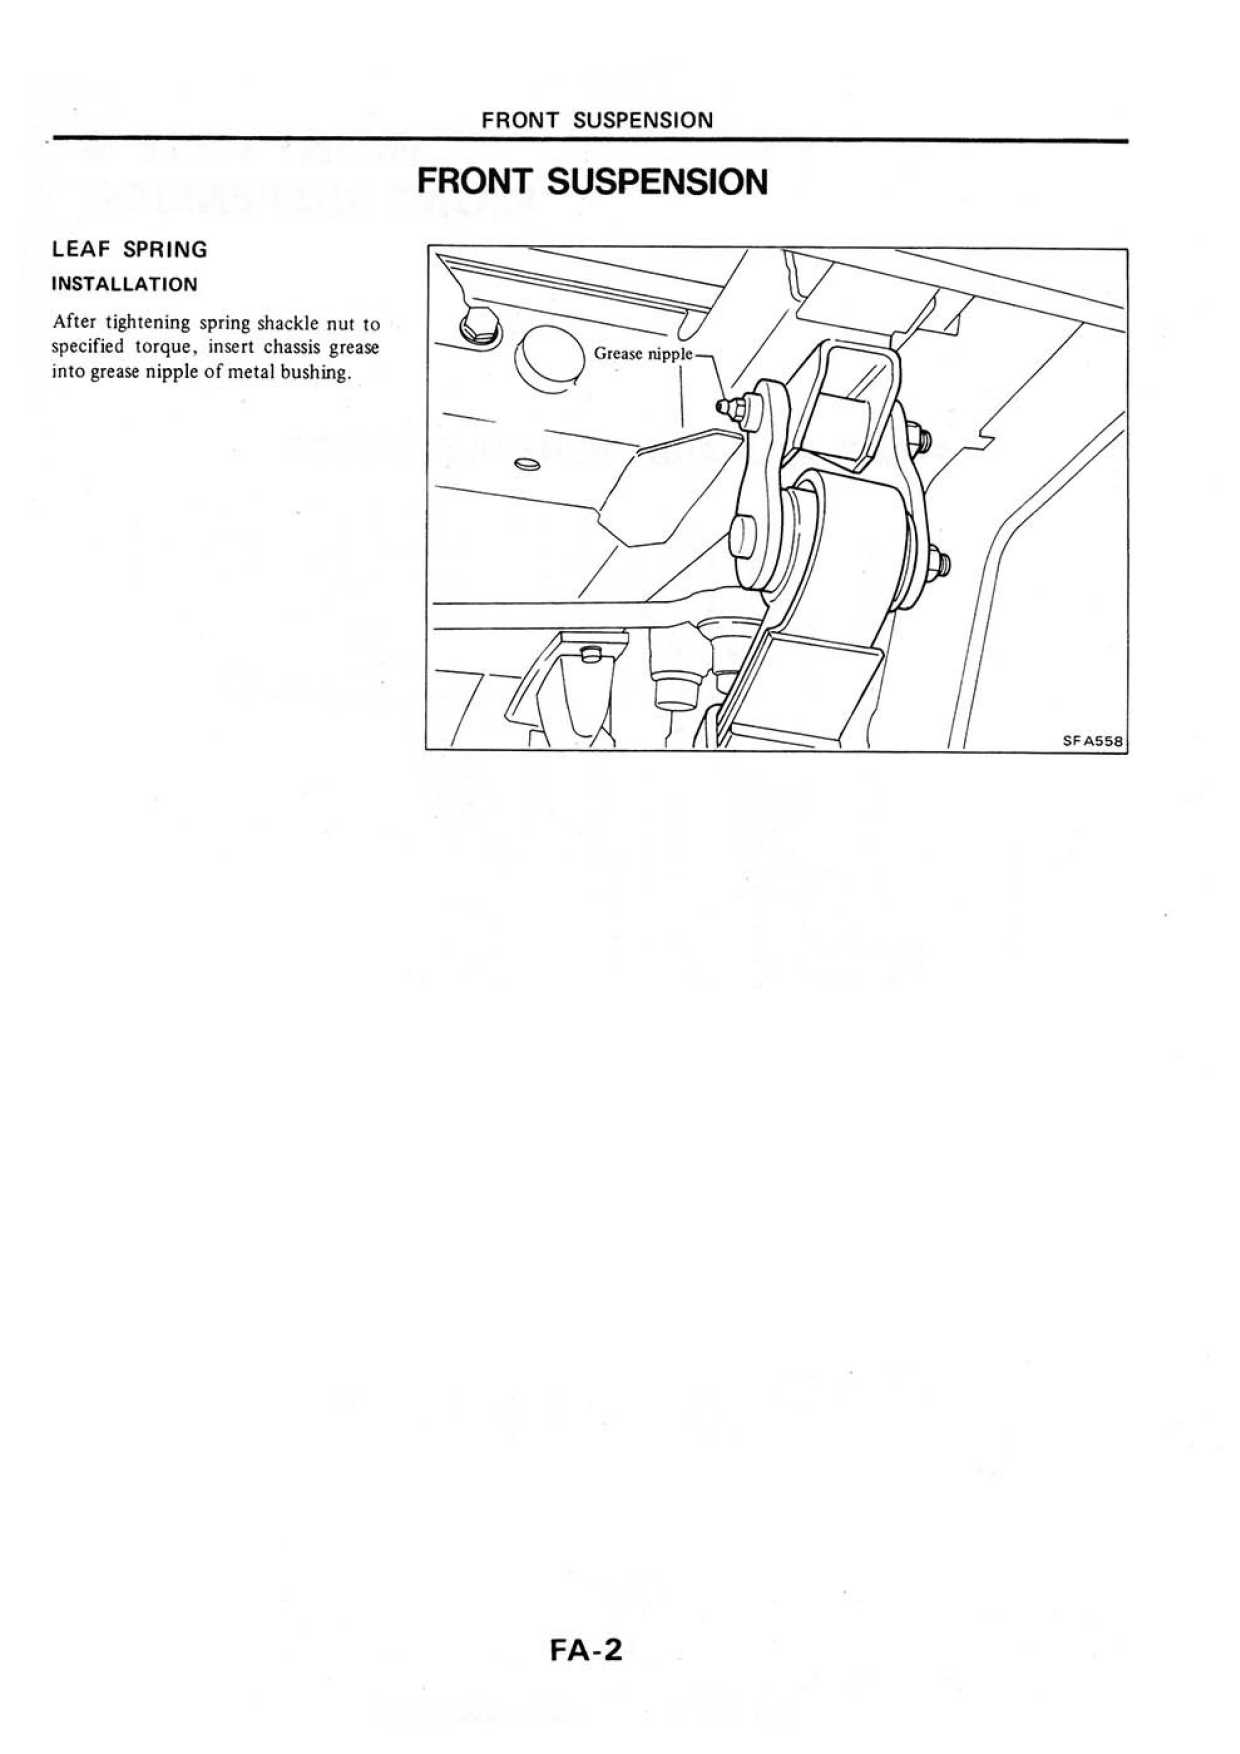 FRONT SUSPENSION
FRONT SUSPENSION
LEAF SPRING
INSTALLATION
After tightening spring shackle nut to
specified torque, insert chassis grease
into grease nipple of metal bushing.
Grease nipple
SFA558
FA-2